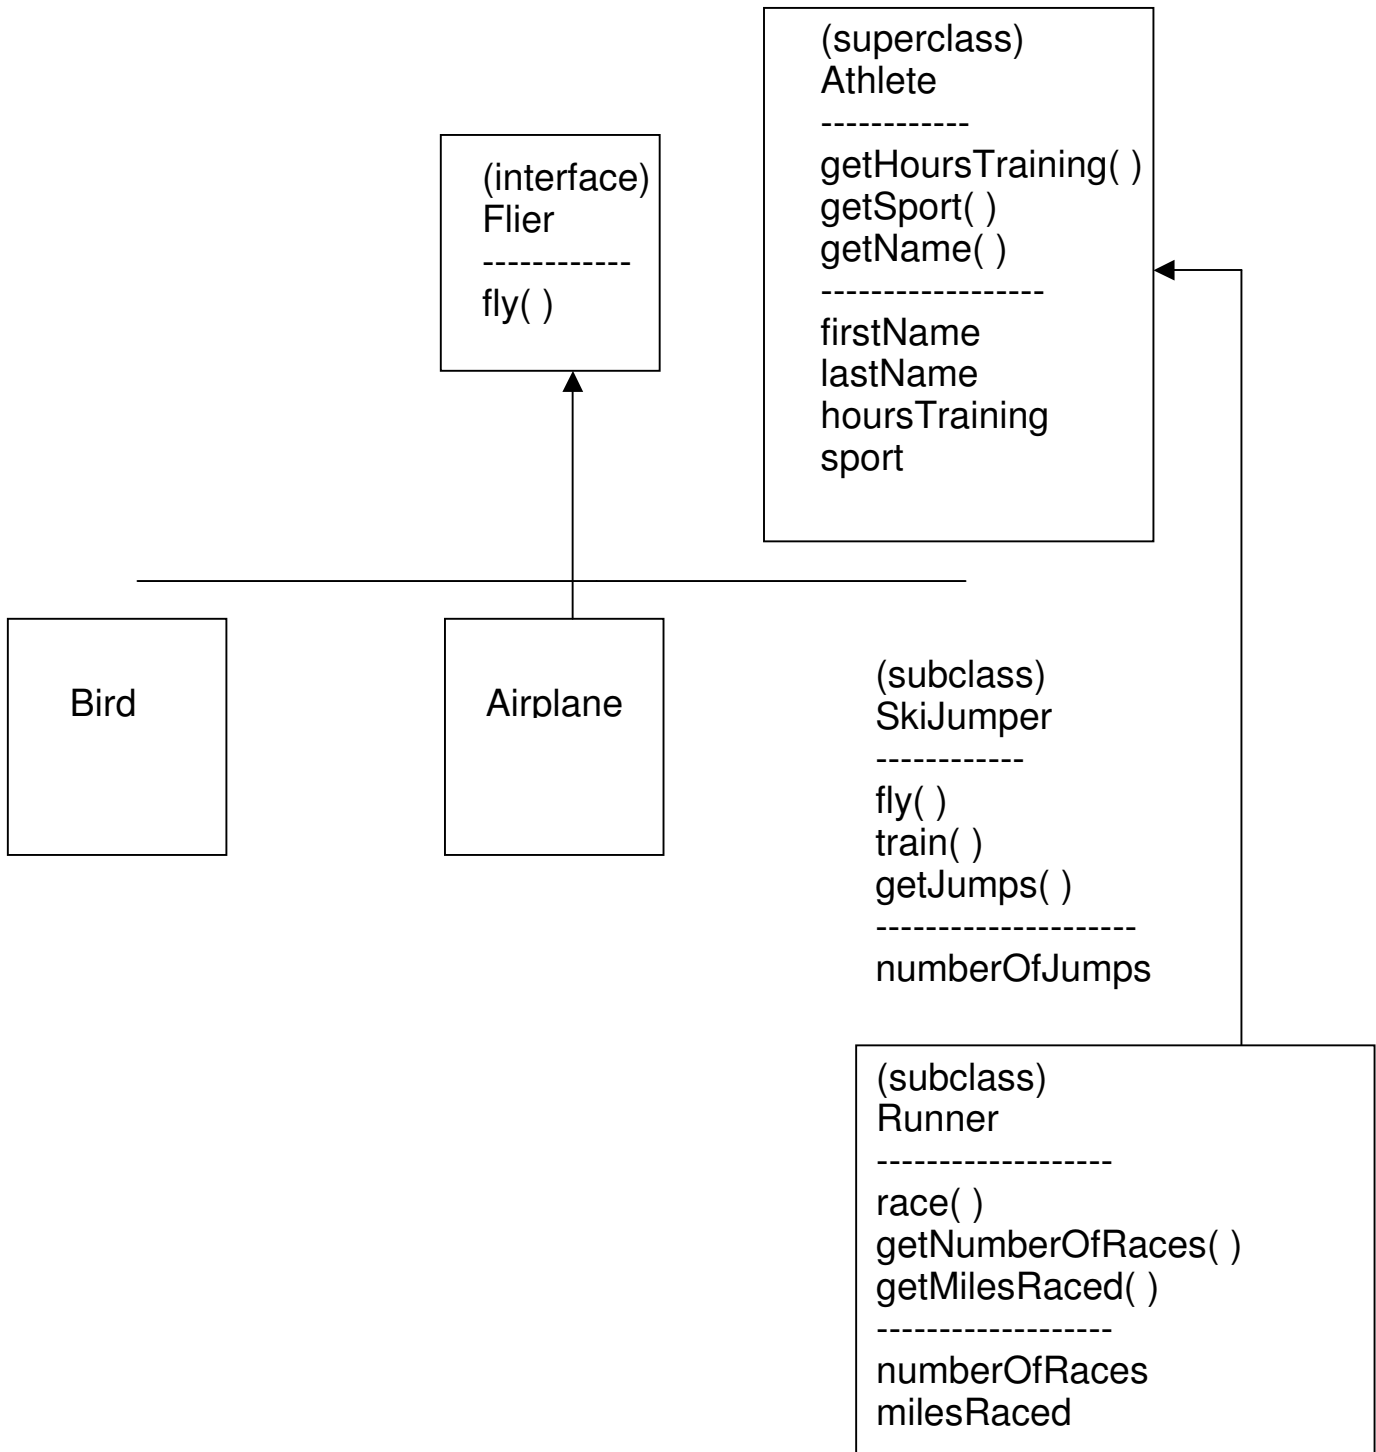 (superclass)
Athlete
------------
getHoursTraining( )
getSport( )
getName( )
------------------
firstName
lastName
hoursTraining
sport
(interface)
Flier
------------
fly( )
Bird
Airplane
(subclass)
SkiJumper
------------
fly( )
train( )
getJumps( )
---------------------
numberOfJumps
(subclass)
Runner
-------------------
race( )
getNumberOfRaces( )
getMilesRaced( )
-------------------
numberOfRaces
milesRaced